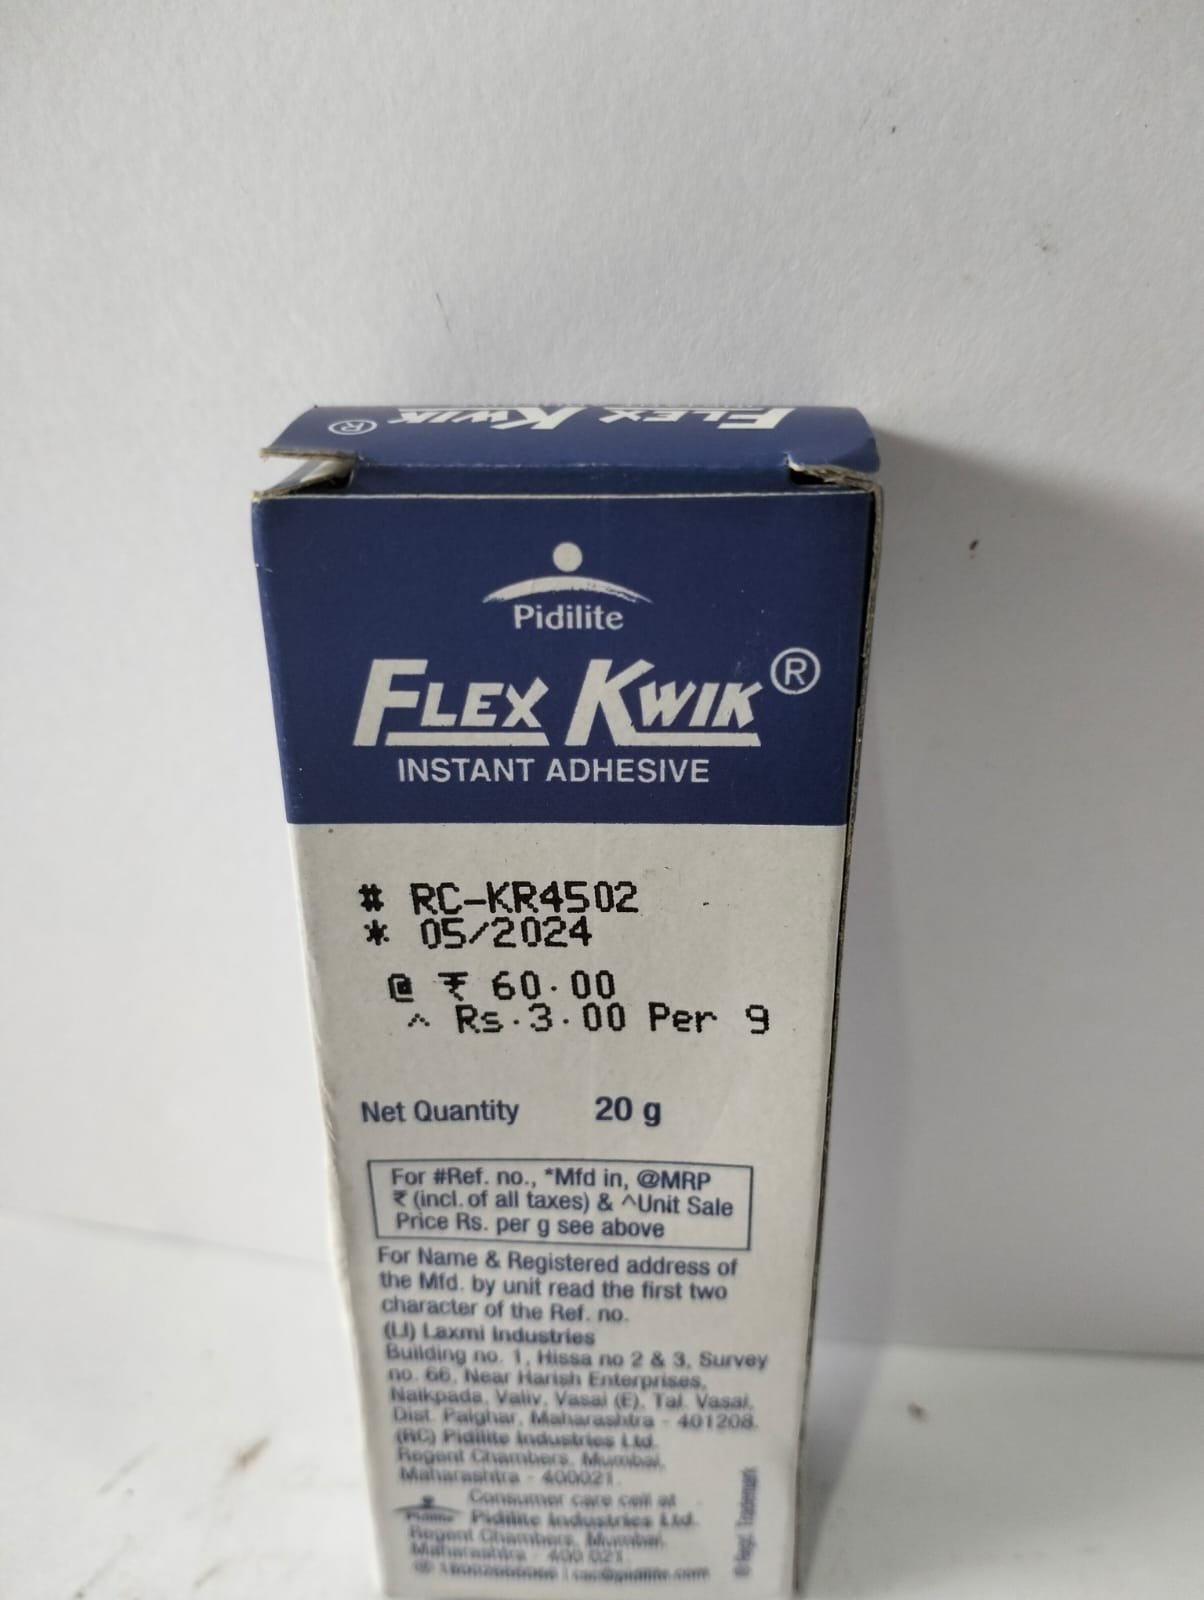 FLEX KWIK ®
Pidilite
FLEX KWIK ®
INSTANT ADHESIVE
# RC-KR4502
* 05/2024
@ ₹ 60.00
^ Rs.3.00 Per g
Net Quantity 20 g
For #Ref. no., *Mfd in, @MRP
₹ (incl. of all taxes) & ^Unit Sale
Price Rs. per g see above
For Name & Registered address of
the Mfd. by unit read the first two
character of the Ref. no.
(LI) Laxmi Industries
Building no. 1, Hissa no 2 & 3, Survey
no. 66, Near Harish Enterprises,
Naikpada, Valiv, Vasai (E), Tal. Vasai,
Dist. Palghar, Maharashtra - 401208.
(RC) Pidilite Industries Ltd.
Regent Chambers, Mumbai,
Maharashtra - 400021.
Consumer care cell at
Pidilite Pidilite Industries Ltd.
Regent Chambers, Mumbai,
Maharashtra - 400 021.
® Regd. Trademark